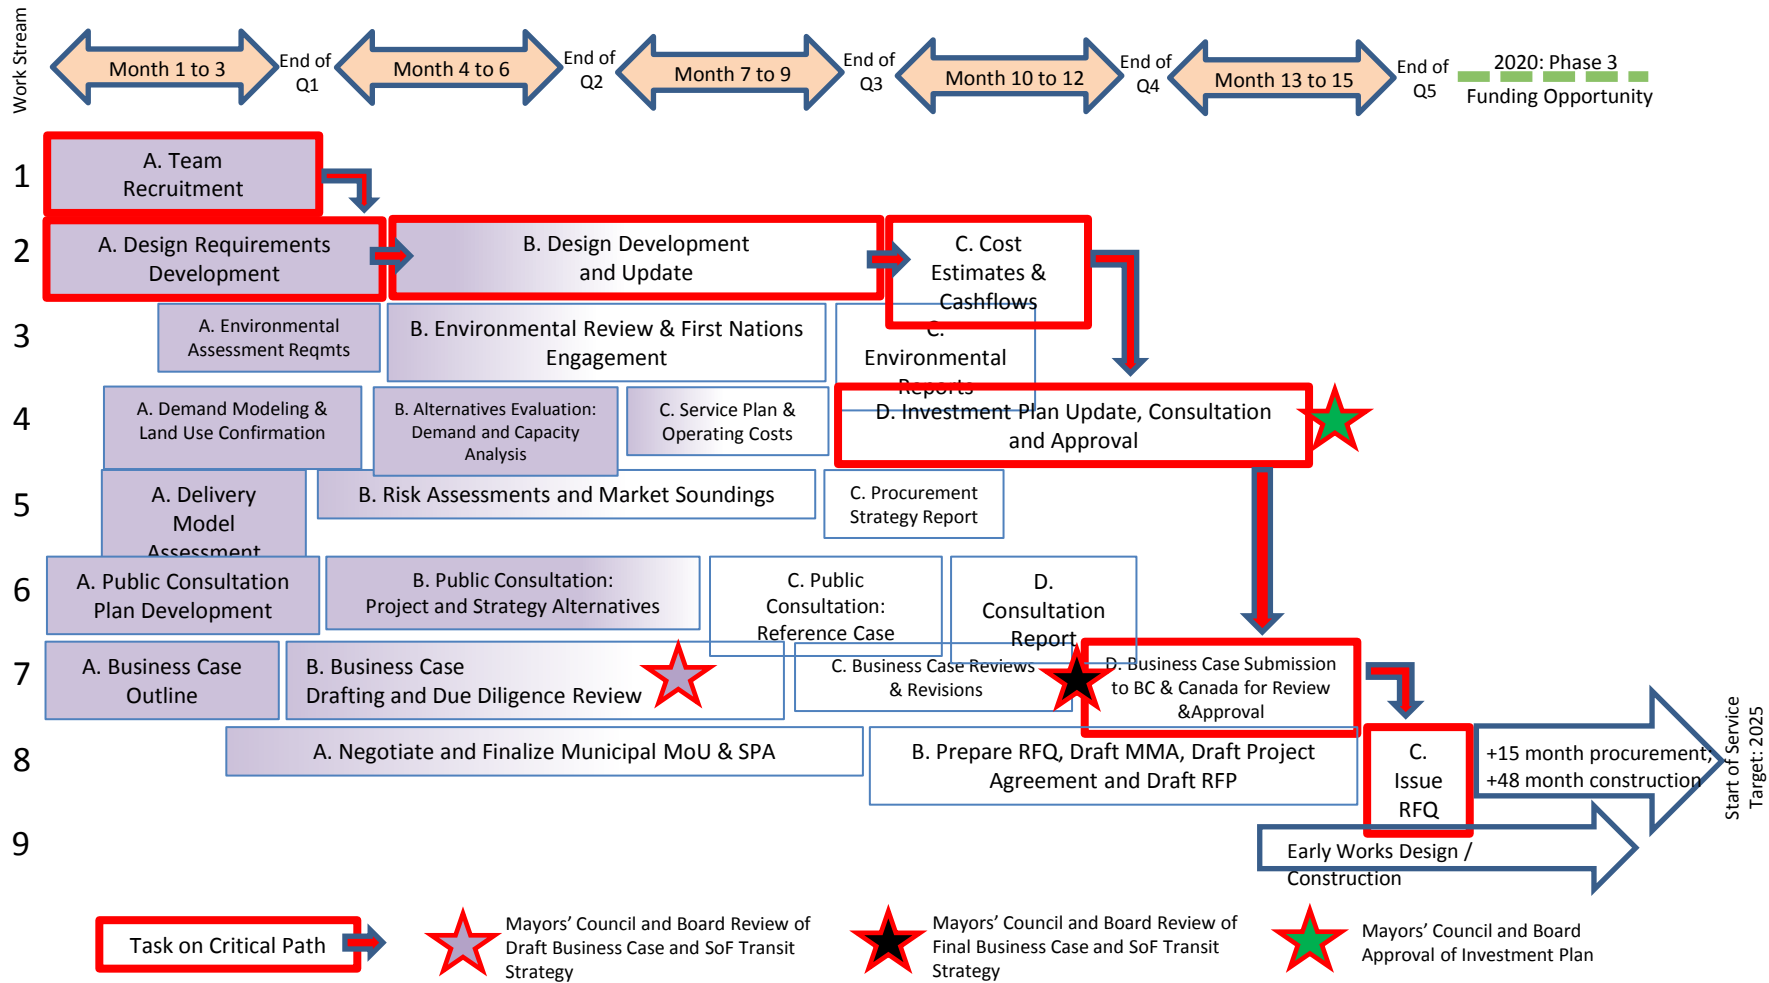 Work Stream
Month 1 to 3
End of
Q1
Month 4 to 6
End of
Q2
Month 7 to 9
End of
Q3
Month 10 to 12
End of
Q4
Month 13 to 15
End of
Q5
2020: Phase 3
Funding Opportunity
1
A. Team
Recruitment
2
A. Design Requirements
Development
B. Design Development
and Update
C. Cost
Estimates &
Cashflows
3
A. Environmental
Assessment Reqmts
B. Environmental Review & First Nations
Engagement
C.
Environmental
Reports
4
A. Demand Modeling &
Land Use Confirmation
B. Alternatives Evaluation:
Demand and Capacity
Analysis
C. Service Plan &
Operating Costs
D. Investment Plan Update, Consultation
and Approval
5
A. Delivery
Model
Assessment
B. Risk Assessments and Market Soundings
C. Procurement
Strategy Report
6
A. Public Consultation
Plan Development
B. Public Consultation:
Project and Strategy Alternatives
C. Public
Consultation:
Reference Case
D.
Consultation
Report
7
A. Business Case
Outline
B. Business Case
Drafting and Due Diligence Review
C. Business Case Reviews
& Revisions
D. Business Case Submission
to BC & Canada for Review
&Approval
8
A. Negotiate and Finalize Municipal MoU & SPA
B. Prepare RFQ, Draft MMA, Draft Project
Agreement and Draft RFP
C.
Issue
RFQ
+15 month procurement;
+48 month construction
Start of Service
Target: 2025
9
Early Works Design /
Construction
Task on Critical Path
Mayors' Council and Board Review of
Draft Business Case and SoF Transit
Strategy
Mayors' Council and Board Review of
Final Business Case and SoF Transit
Strategy
Mayors' Council and Board
Approval of Investment Plan